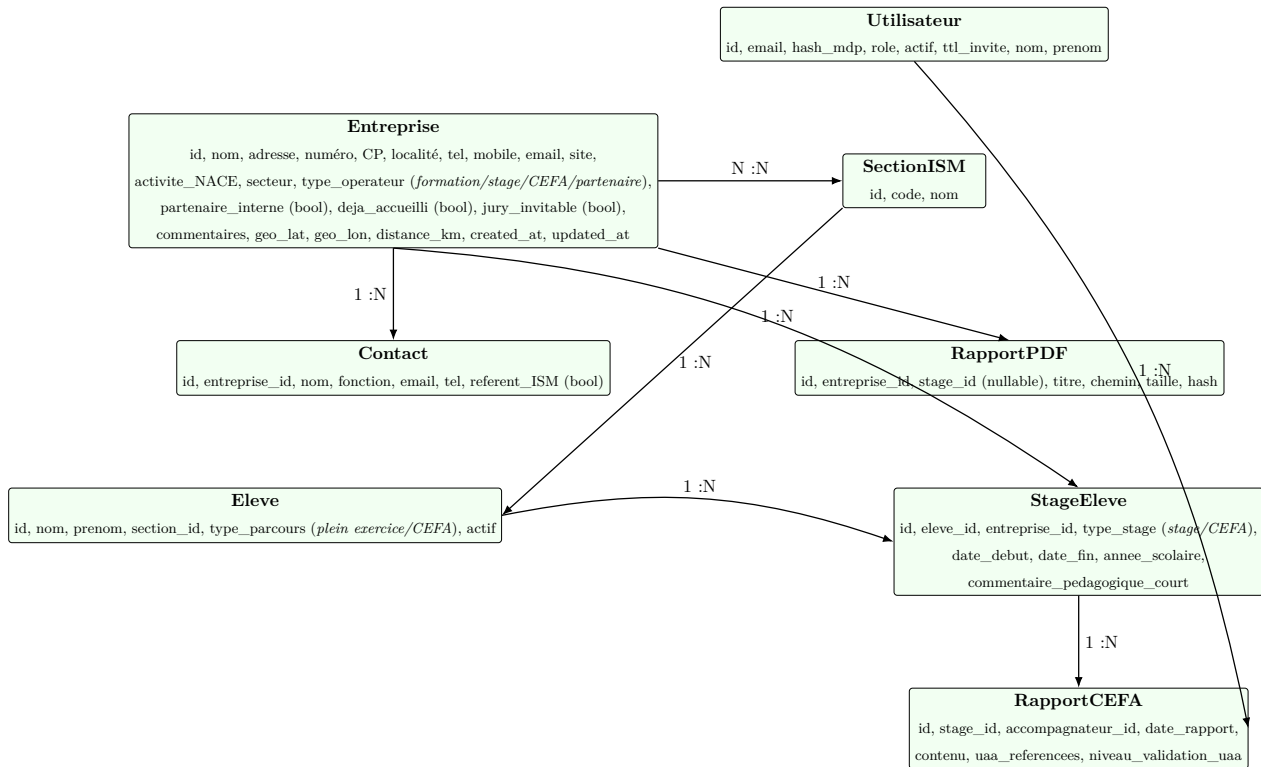 Utilisateur
id, email, hash_mdp, role, actif, ttl_invite, nom, prenom
Entreprise
id, nom, adresse, numéro, CP, localité, tel, mobile, email, site,
activite_NACE, secteur, type_operateur (formation/stage/CEFA/partenaire),
partenaire_interne (bool), deja_accueilli (bool), jury_invitable (bool),
commentaires, geo_lat, geo_lon, distance_km, created_at, updated_at
N :N
SectionISM
id, code, nom
1 :N
1 :N
1 :N
1 :N
1 :N
Contact
id, entreprise_id, nom, fonction, email, tel, referent_ISM (bool)
RapportPDF
id, entreprise_id, stage_id (nullable), titre, chemin, taille, hash
Eleve
id, nom, prenom, section_id, type_parcours (plein exercice/CEFA), actif
1 :N
StageEleve
id, eleve_id, entreprise_id, type_stage (stage/CEFA),
date_debut, date_fin, annee_scolaire,
commentaire_pedagogique_court
1 :N
RapportCEFA
id, stage_id, accompagnateur_id, date_rapport,
contenu, uaa_referencees, niveau_validation_uaa